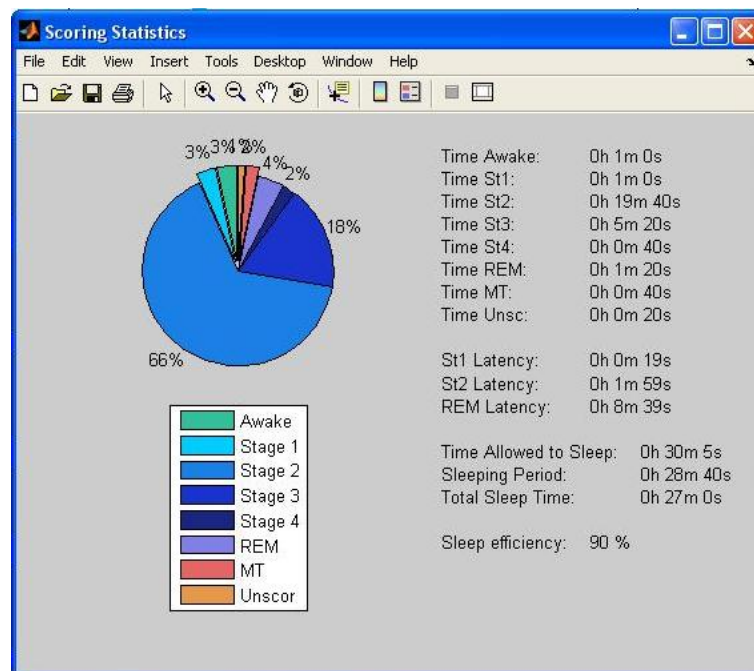 Scoring Statistics
File Edit View Insert Tools Desktop Window Help
3% 3% 1% 2%
4%
2%
18%
66%
Awake
Stage 1
Stage 2
Stage 3
Stage 4
REM
MT
Unscor
Time Awake: 0h 1m 0s
Time St1: 0h 1m 0s
Time St2: 0h 19m 40s
Time St3: 0h 5m 20s
Time St4: 0h 0m 40s
Time REM: 0h 1m 20s
Time MT: 0h 0m 40s
Time Unsc: 0h 0m 20s
St1 Latency: 0h 0m 19s
St2 Latency: 0h 1m 59s
REM Latency: 0h 8m 39s
Time Allowed to Sleep: 0h 30m 5s
Sleeping Period: 0h 28m 40s
Total Sleep Time: 0h 27m 0s
Sleep efficiency: 90 %